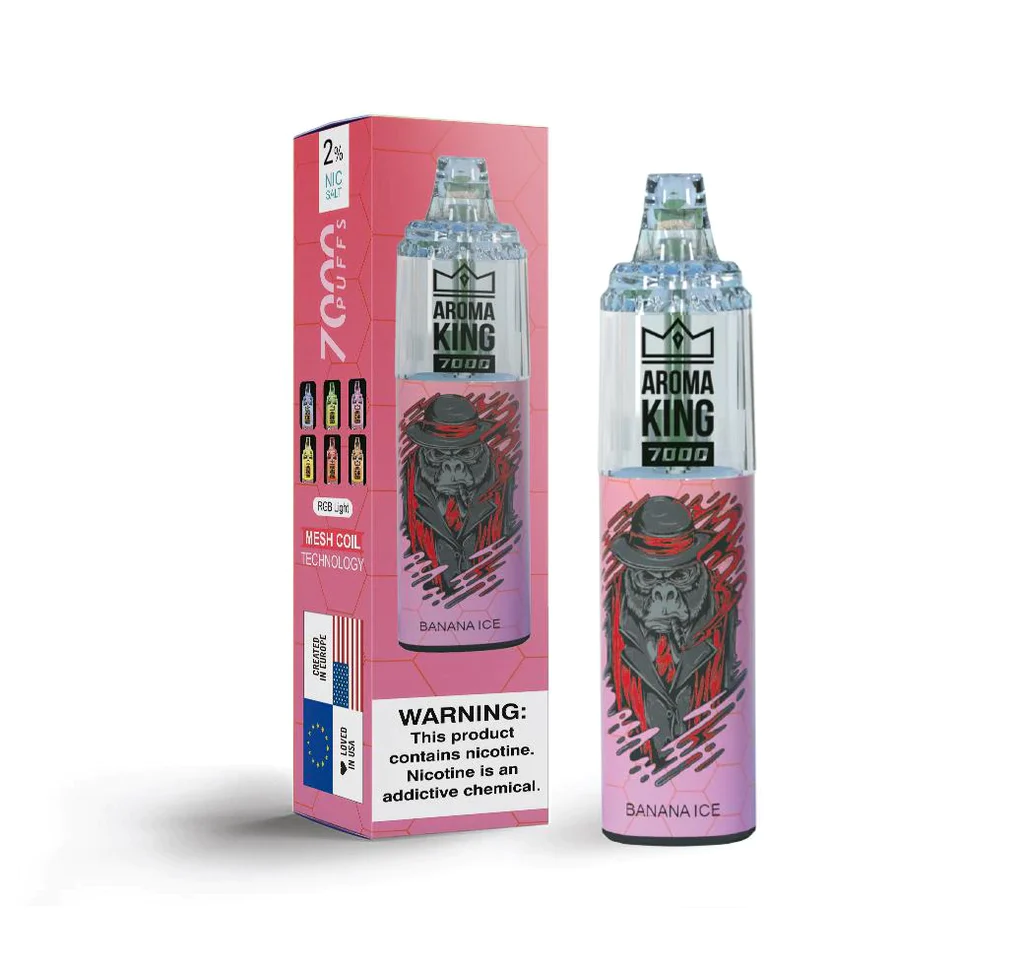 2%
NIC
SALT
7000
PUFFS
RGB Light
MESH COIL
TECHNOLOGY
CREATED
IN EUROPE
LOVED
IN USA
AROMA
KING
7000
BANANA ICE
WARNING:
This product
contains nicotine.
Nicotine is an
addictive chemical.
AROMA
KING
7000
BANANA ICE